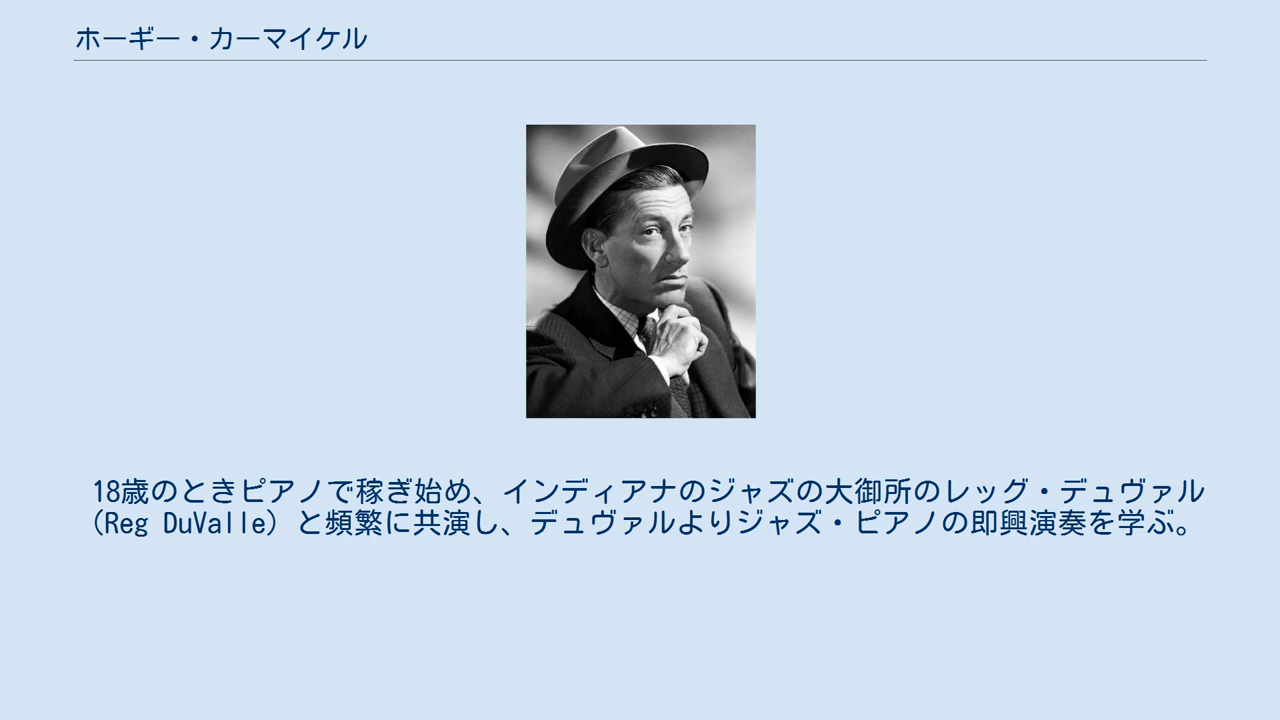 ホーギー・カーマイケル
18歳のときピアノで稼ぎ始め、インディアナのジャズの大御所のレッグ・デュヴァル
(Reg DuValle) と頻繁に共演し、デュヴァルよりジャズ・ピアノの即興演奏を学ぶ。